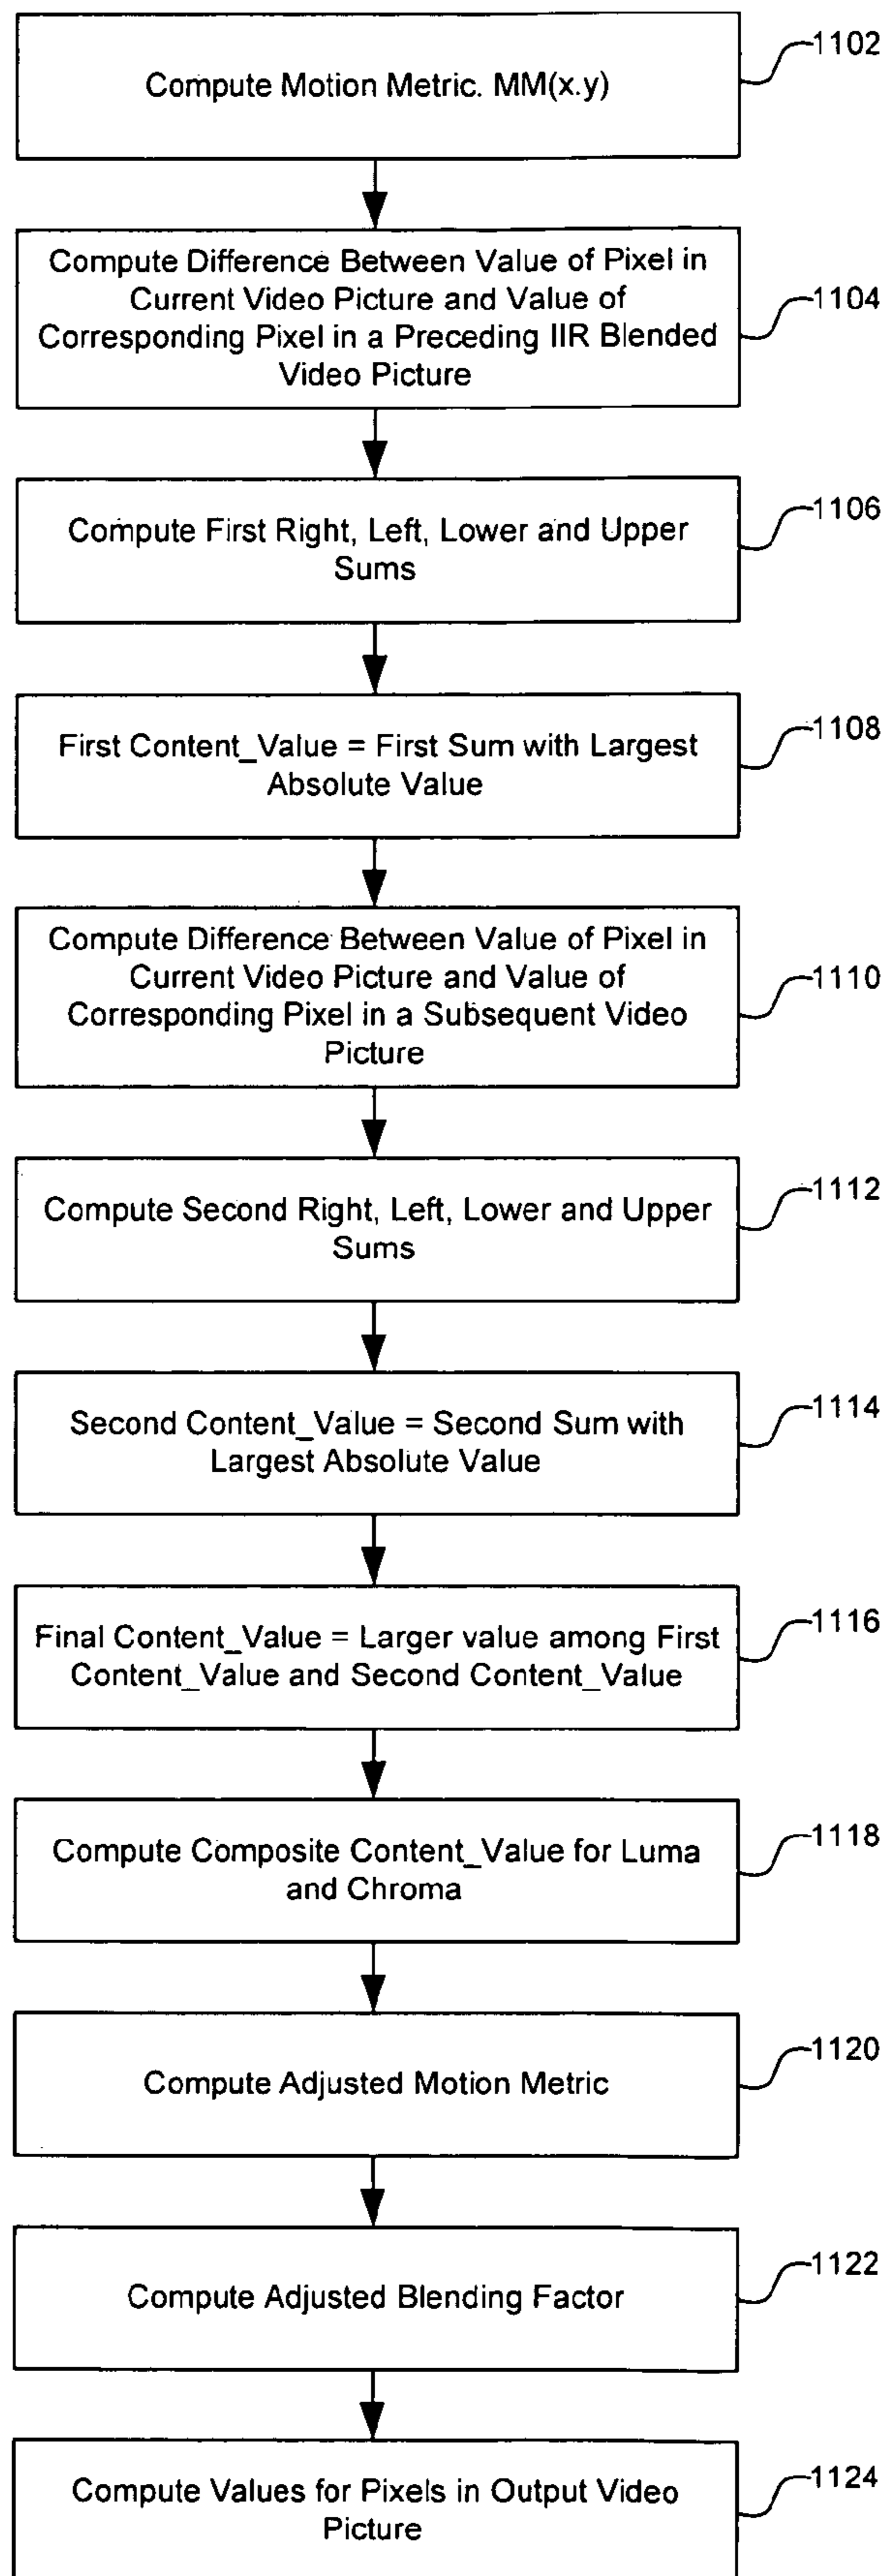 Compute Motion Metric. MM(x.y)
1102
Compute Difference Between Value of Pixel in
Current Video Picture and Value of
Corresponding Pixel in a Preceding IIR Blended
Video Picture
1104
Compute First Right, Left, Lower and Upper
Sums
1106
First Content_Value = First Sum with Largest
Absolute Value
1108
Compute Difference Between Value of Pixel in
Current Video Picture and Value of
Corresponding Pixel in a Subsequent Video
Picture
1110
Compute Second Right, Left, Lower and Upper
Sums
1112
Second Content_Value = Second Sum with
Largest Absolute Value
1114
Final Content_Value = Larger value among First
Content_Value and Second Content_Value
1116
Compute Composite Content_Value for Luma
and Chroma
1118
Compute Adjusted Motion Metric
1120
Compute Adjusted Blending Factor
1122
Compute Values for Pixels in Output Video
Picture
1124